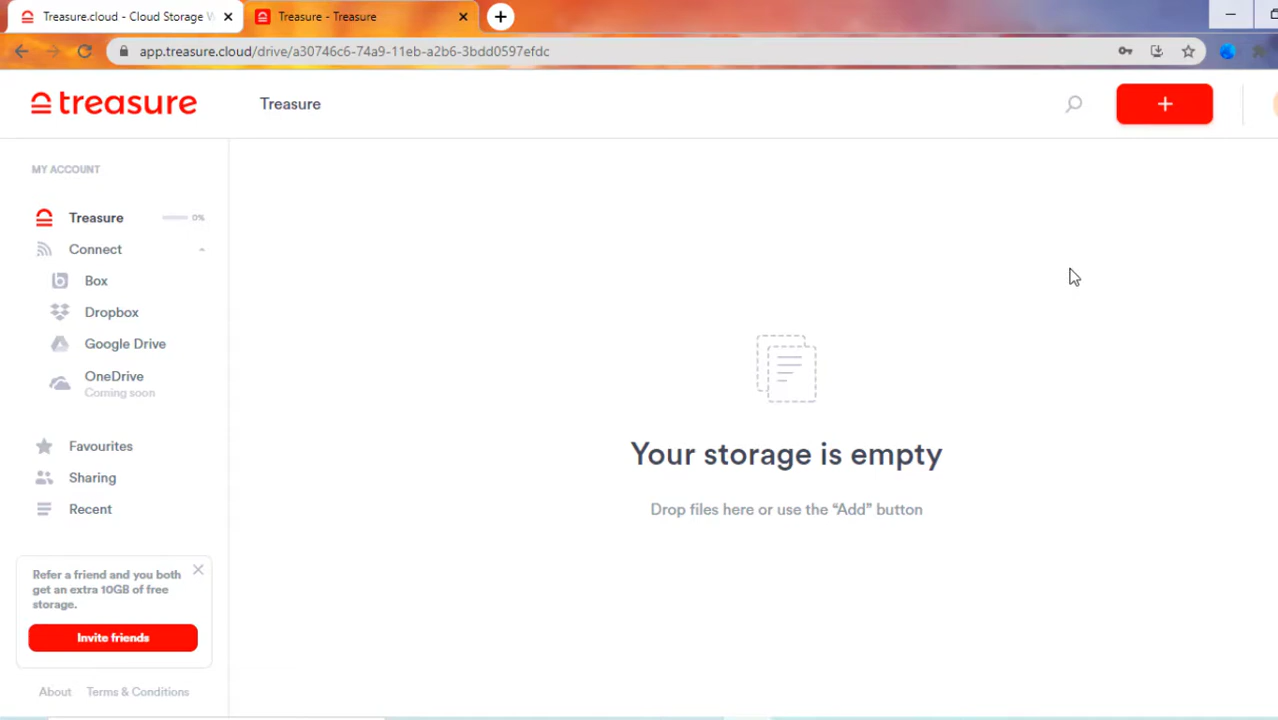 Treasure.cloud - Cloud Storage W
Treasure - Treasure
app.treasure.cloud/drive/a30746c6-74a9-11eb-a2b6-3bdd0597efdc
treasure
Treasure
+
MY ACCOUNT
Treasure 0%
Connect
Box
Dropbox
Google Drive
OneDrive
Coming soon
Favourites
Sharing
Recent
Refer a friend and you both
get an extra 10GB of free
storage.
Invite friends
About Terms & Conditions
Your storage is empty
Drop files here or use the “Add” button